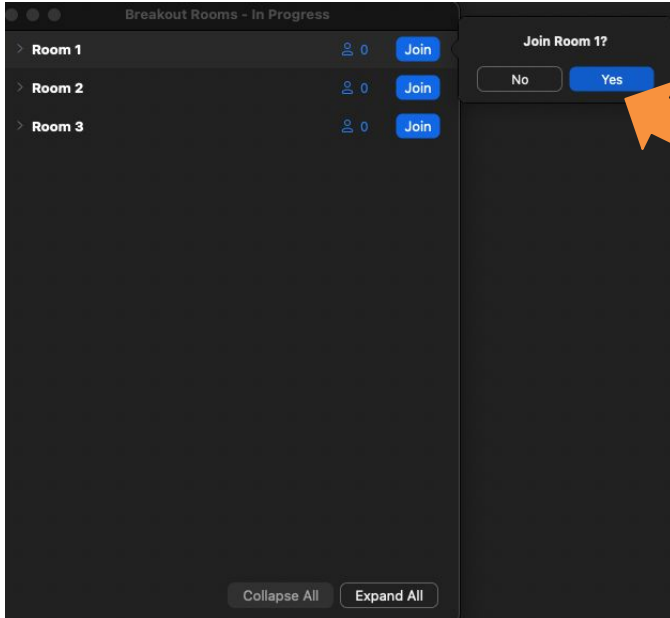 Breakout Rooms - In Progress
Room 1 0 Join
Join Room 1?
No Yes
Room 2 0 Join
Room 3 0 Join
Collapse All Expand All